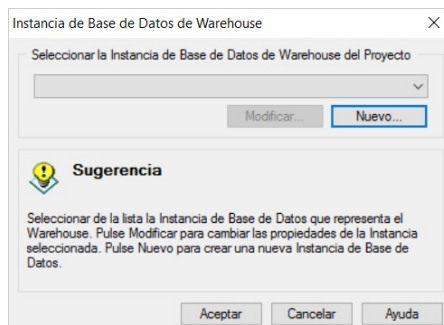 Instancia de Base de Datos de Warehouse
Seleccionar la Instancia de Base de Datos de Warehouse del Proyecto
Modificar...
Nuevo...
Sugerencia
Seleccionar de la lista la Instancia de Base de Datos que representa el
Warehouse. Pulse Modificar para cambiar las propiedades de la Instancia
seleccionada. Pulse Nuevo para crear una nueva Instancia de Base de
Datos.
Aceptar
Cancelar
Ayuda